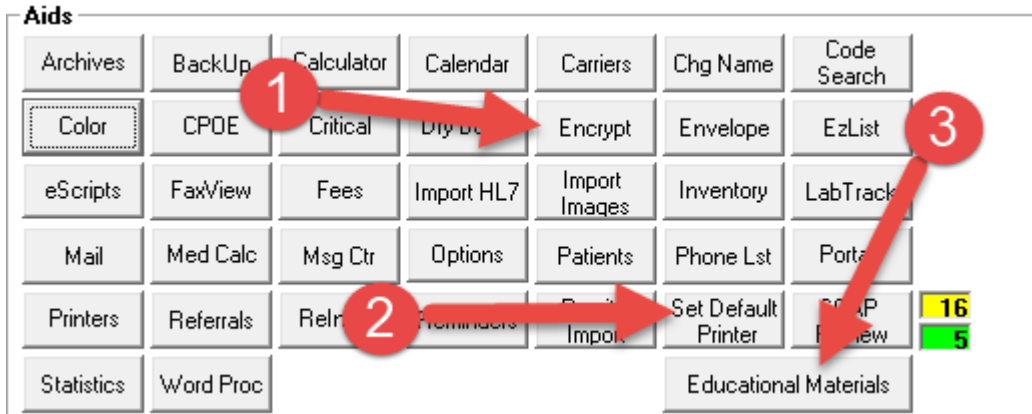 Aids
Archives
BackUp
Calculator
Calendar
Carriers
Chg Name
Code
Search
1
Color
CPOE
Critical
Encrypt
Envelope
EzList
3
eScripts
FaxView
Fees
Import HL7
Import
Images
Inventory
LabTrack
Mail
Med Calc
Msg Ctr
Options
Patients
Phone Lst
Portal
Printers
Referrals
2
Reminders
Import
Set Default
Printer
16
5
Statistics
Word Proc
Educational Materials